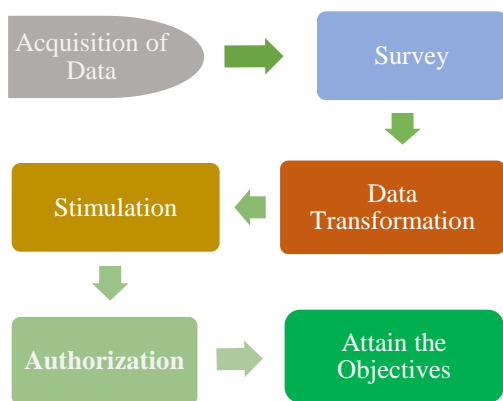 Acquisition of
Data
Survey
Data
Transformation
Stimulation
Authorization
Attain the
Objectives